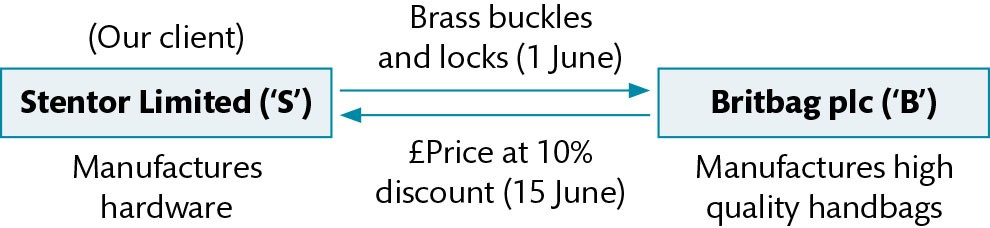 (Our client)
Stentor Limited (‘S’)
Manufactures
hardware
Brass buckles
and locks (1 June)
£Price at 10%
discount (15 June)
Britbag plc (‘B’)
Manufactures high
quality handbags